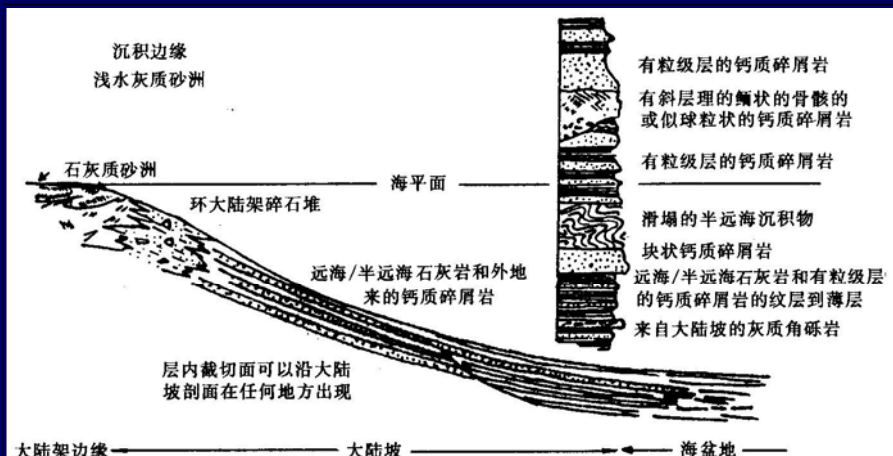 沉积边缘
浅水灰质砂洲
石灰质砂洲
海平面
环大陆架碎石堆
远海/半远海石灰岩和外地
来的钙质碎屑岩
层内截切面可以沿大陆
坡剖面在任何地方出现
有粒级层的钙质碎屑岩
有斜层理的鲕状的骨骸的
或似球粒状的钙质碎屑岩
有粒级层的钙质碎屑岩
滑塌的半远海沉积物
块状钙质碎屑岩
远海/半远海石灰岩和有粒级层
的钙质碎屑岩的纹层到薄层
来自大陆坡的灰质角砾岩
大陆架边缘
大陆坡
海盆地